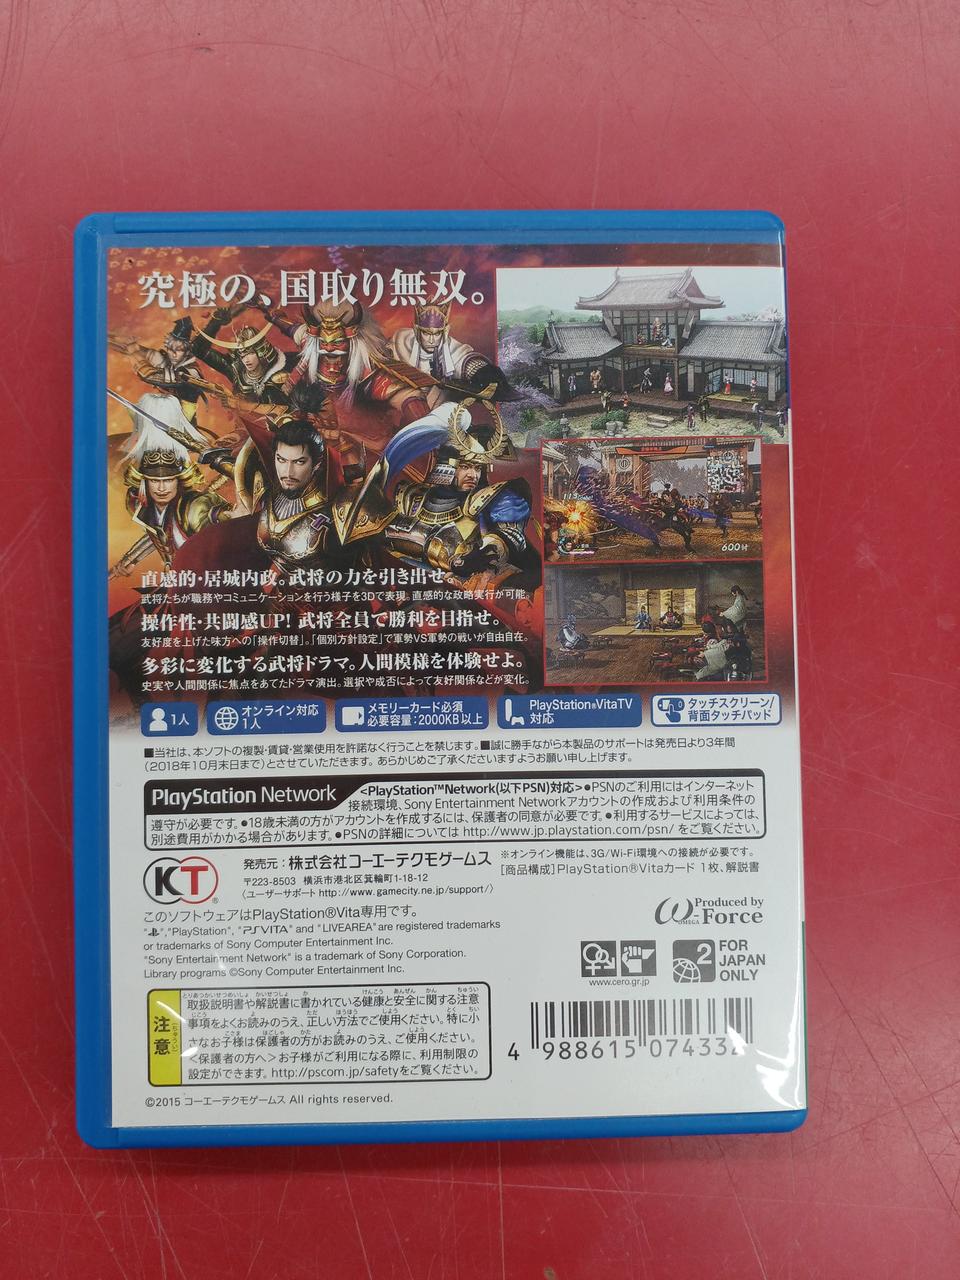 究極の、国取り無双。
600
直感的・居城内政。武将の力を引き出せ。
武将たちが職務やコミュニケーションを行う様子を3Dで表現。直感的な政略実行が可能。
操作性・共闘感UP! 武将全員で勝利を目指せ。
友好度を上げた味方への「操作切替」。「個別方針設定」で軍勢VS軍勢の戦いが自由自在。
多彩に変化する武将ドラマ。人間模様を体験せよ。
史実や人間関係に焦点をあてたドラマ演出。選択や成否によって友好関係などが変化。
1人
オンライン対応
1人
メモリーカード必須
必要容量:2000KB以上
PlayStation®VitaTV
対応
タッチスクリーン/
背面タッチパッド
■当社は、本ソフトの複製・賃貸・営業使用を許諾なく行うことを禁じます。■誠に勝手ながら本製品のサポートは発売日より3年間
(2018年10月末日まで)とさせていただきます。あらかじめご了承くださいますようお願い申し上げます。
PlayStation Network
<PlayStation™Network(以下PSN)対応>●PSNのご利用にはインターネット
接続環境、Sony Entertainment Networkアカウントの作成および利用条件の
遵守が必要です。●18歳未満の方がアカウントを作成するには、保護者の同意が必要です。●利用するサービスによっては、
別途費用がかかる場合があります。●PSNの詳細については http://www.jp.playstation.com/psn/ をご覧ください。
KT
®
発売元:株式会社コーエーテクモゲームス
〒223-8503 横浜市港北区箕輪町1-18-12
〈ユーザーサポート http://www.gamecity.ne.jp/support/〉
※オンライン機能は、3G/Wi-Fi環境への接続が必要です。
[商品構成]PlayStation®Vitaカード 1枚、解説書
このソフトウェアはPlayStation®Vita専用です。
"PS", "PlayStation", "PSVITA" and "LIVEAREA" are registered trademarks
or trademarks of Sony Computer Entertainment Inc.
"Sony Entertainment Network" is a trademark of Sony Corporation.
Library programs ©Sony Computer Entertainment Inc.
Produced by
ω-Force
OMEGA
www.cero.gr.jp
2
FOR
JAPAN
ONLY
注意
(ちゅうい)
取扱説明書や解説書に書かれている健康と安全に関する注意
事項をよくお読みのうえ、正しい方法でご使用ください。特に小
さなお子様は保護者の方がお読みのうえ、ご使用ください。
<保護者の方へ>お子様がご利用になる際に、利用制限の
設定ができます。http://pscom.jp/safetyをご覧ください。
4 988615 074332
©2015 コーエーテクモゲームス All rights reserved.